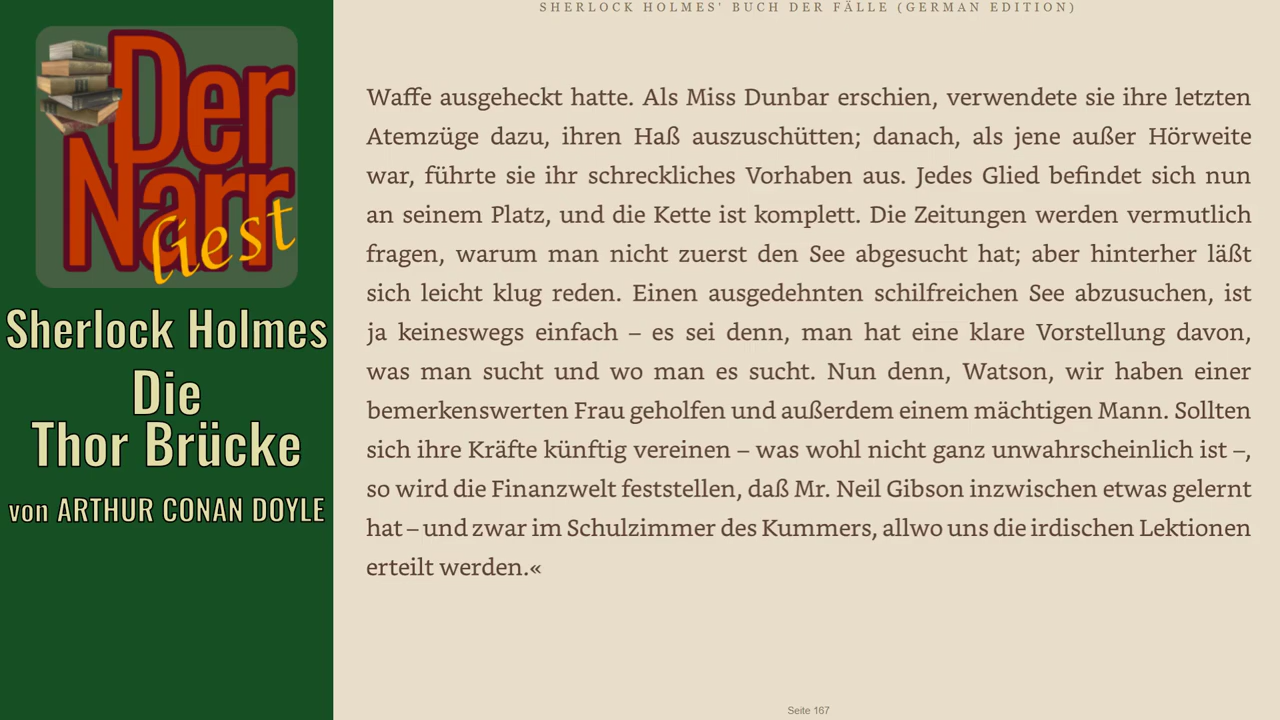 Der
Narr
liest
Sherlock Holmes
Die
Thor Brücke
von ARTHUR CONAN DOYLE
SHERLOCK HOLMES' BUCH DER FÄLLE (GERMAN EDITION)
Waffe ausgeheckt hatte. Als Miss Dunbar erschien, verwendete sie ihre letzten
Atemzüge dazu, ihren Haß auszuschütten; danach, als jene außer Hörweite
war, führte sie ihr schreckliches Vorhaben aus. Jedes Glied befindet sich nun
an seinem Platz, und die Kette ist komplett. Die Zeitungen werden vermutlich
fragen, warum man nicht zuerst den See abgesucht hat; aber hinterher läßt
sich leicht klug reden. Einen ausgedehnten schilfreichen See abzusuchen, ist
ja keineswegs einfach – es sei denn, man hat eine klare Vorstellung davon,
was man sucht und wo man es sucht. Nun denn, Watson, wir haben einer
bemerkenswerten Frau geholfen und außerdem einem mächtigen Mann. Sollten
sich ihre Kräfte künftig vereinen – was wohl nicht ganz unwahrscheinlich ist –,
so wird die Finanzwelt feststellen, daß Mr. Neil Gibson inzwischen etwas gelernt
hat – und zwar im Schulzimmer des Kummers, allwo uns die irdischen Lektionen
erteilt werden.«
Seite 167